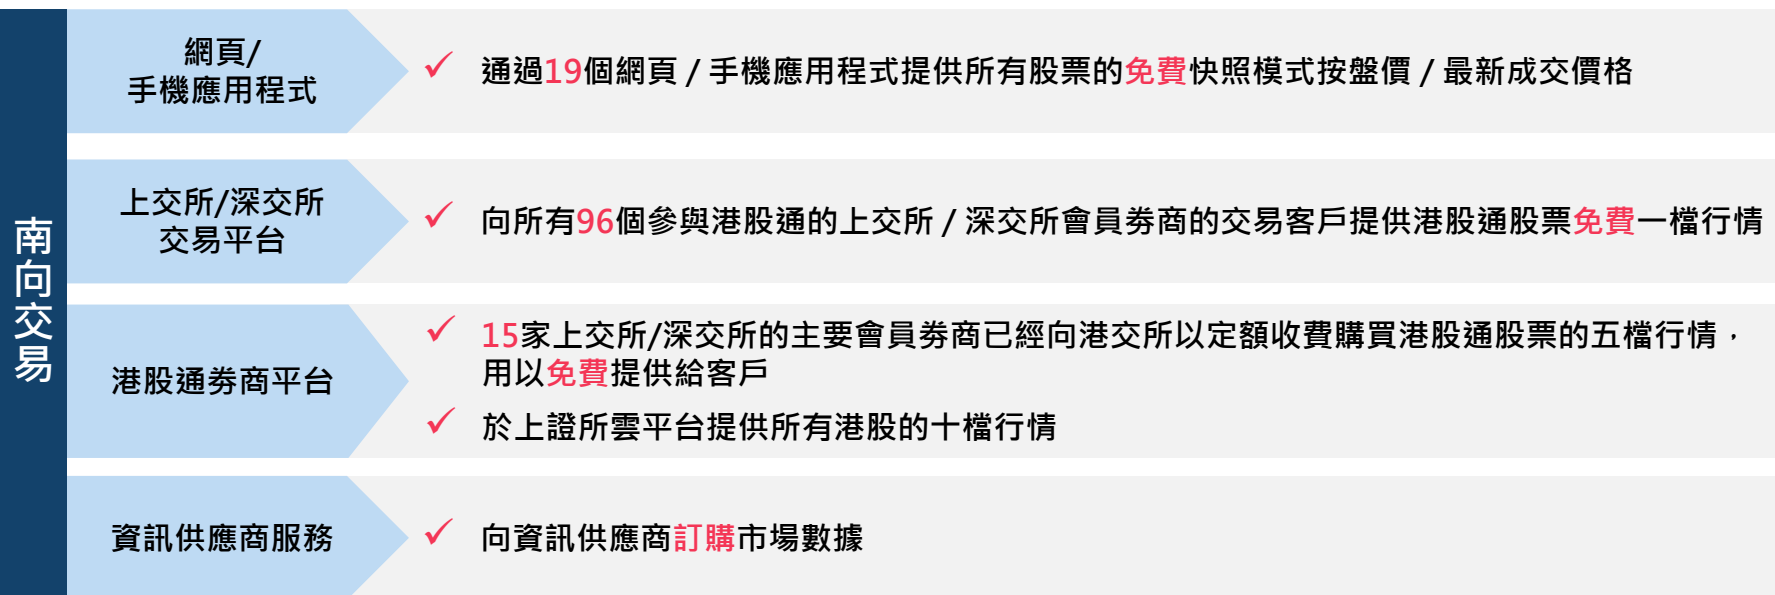 南向交易
網頁/
手機應用程式
✓ 通過19個網頁 / 手機應用程式提供所有股票的免費快照模式按盤價 / 最新成交價格
上交所/深交所
交易平台
✓ 向所有96個參與港股通的上交所 / 深交所會員券商的交易客戶提供港股通股票免費一檔行情
港股通券商平台
✓ 15家上交所/深交所的主要會員券商已經向港交所以定額收費購買港股通股票的五檔行情，
用以免費提供給客戶
✓ 於上證所雲平台提供所有港股的十檔行情
資訊供應商服務
✓ 向資訊供應商訂購市場數據